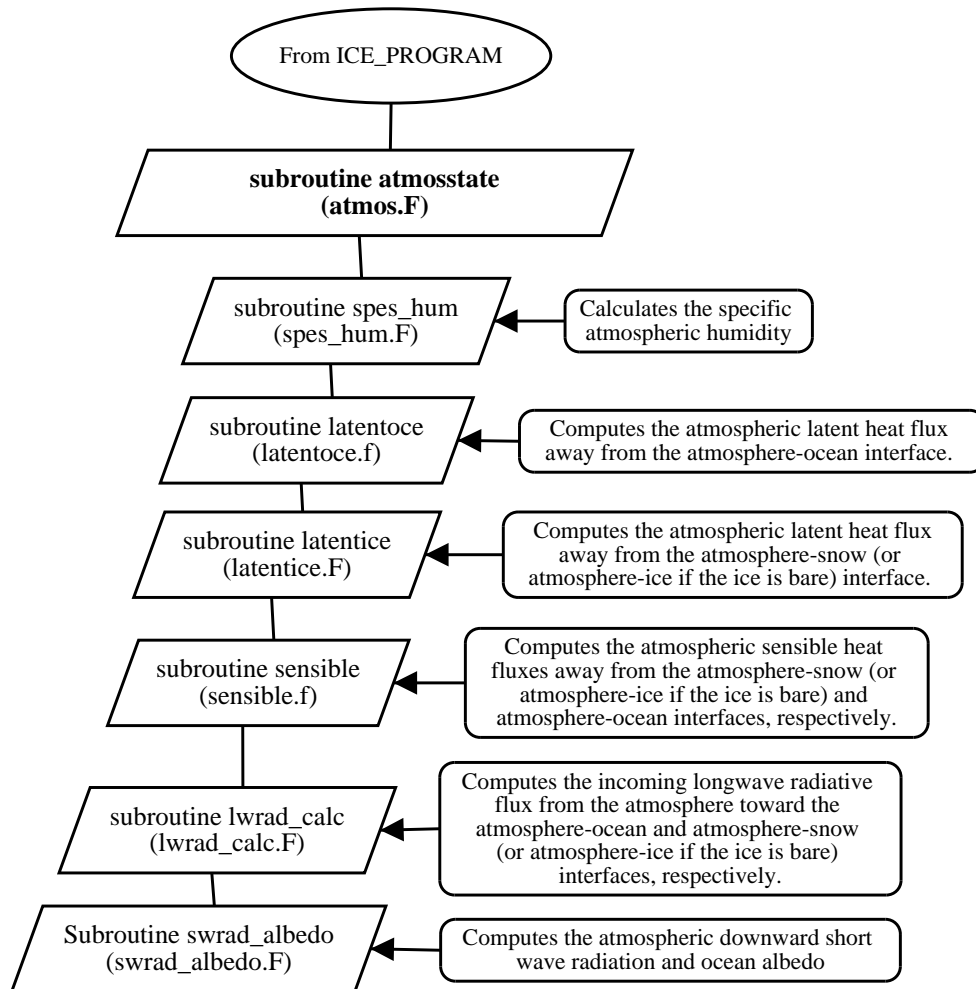 From ICE_PROGRAM
subroutine atmosstate
(atmos.F)
subroutine spes_hum
(spes_hum.F)
Calculates the specific
atmospheric humidity
subroutine latentoce
(latentoce.f)
Computes the atmospheric latent heat flux
away from the atmosphere-ocean interface.
subroutine latentice
(latentice.F)
Computes the atmospheric latent heat flux
away from the atmosphere-snow (or
atmosphere-ice if the ice is bare) interface.
subroutine sensible
(sensible.f)
Computes the atmospheric sensible heat
fluxes away from the atmosphere-snow (or
atmosphere-ice if the ice is bare) and
atmosphere-ocean interfaces, respectively.
subroutine lwrad_calc
(lwrad_calc.F)
Computes the incoming longwave radiative
flux from the atmosphere toward the
atmosphere-ocean and atmosphere-snow
(or atmosphere-ice if the ice is bare)
interfaces, respectively.
Subroutine swrad_albedo
(swrad_albedo.F)
Computes the atmospheric downward short
wave radiation and ocean albedo